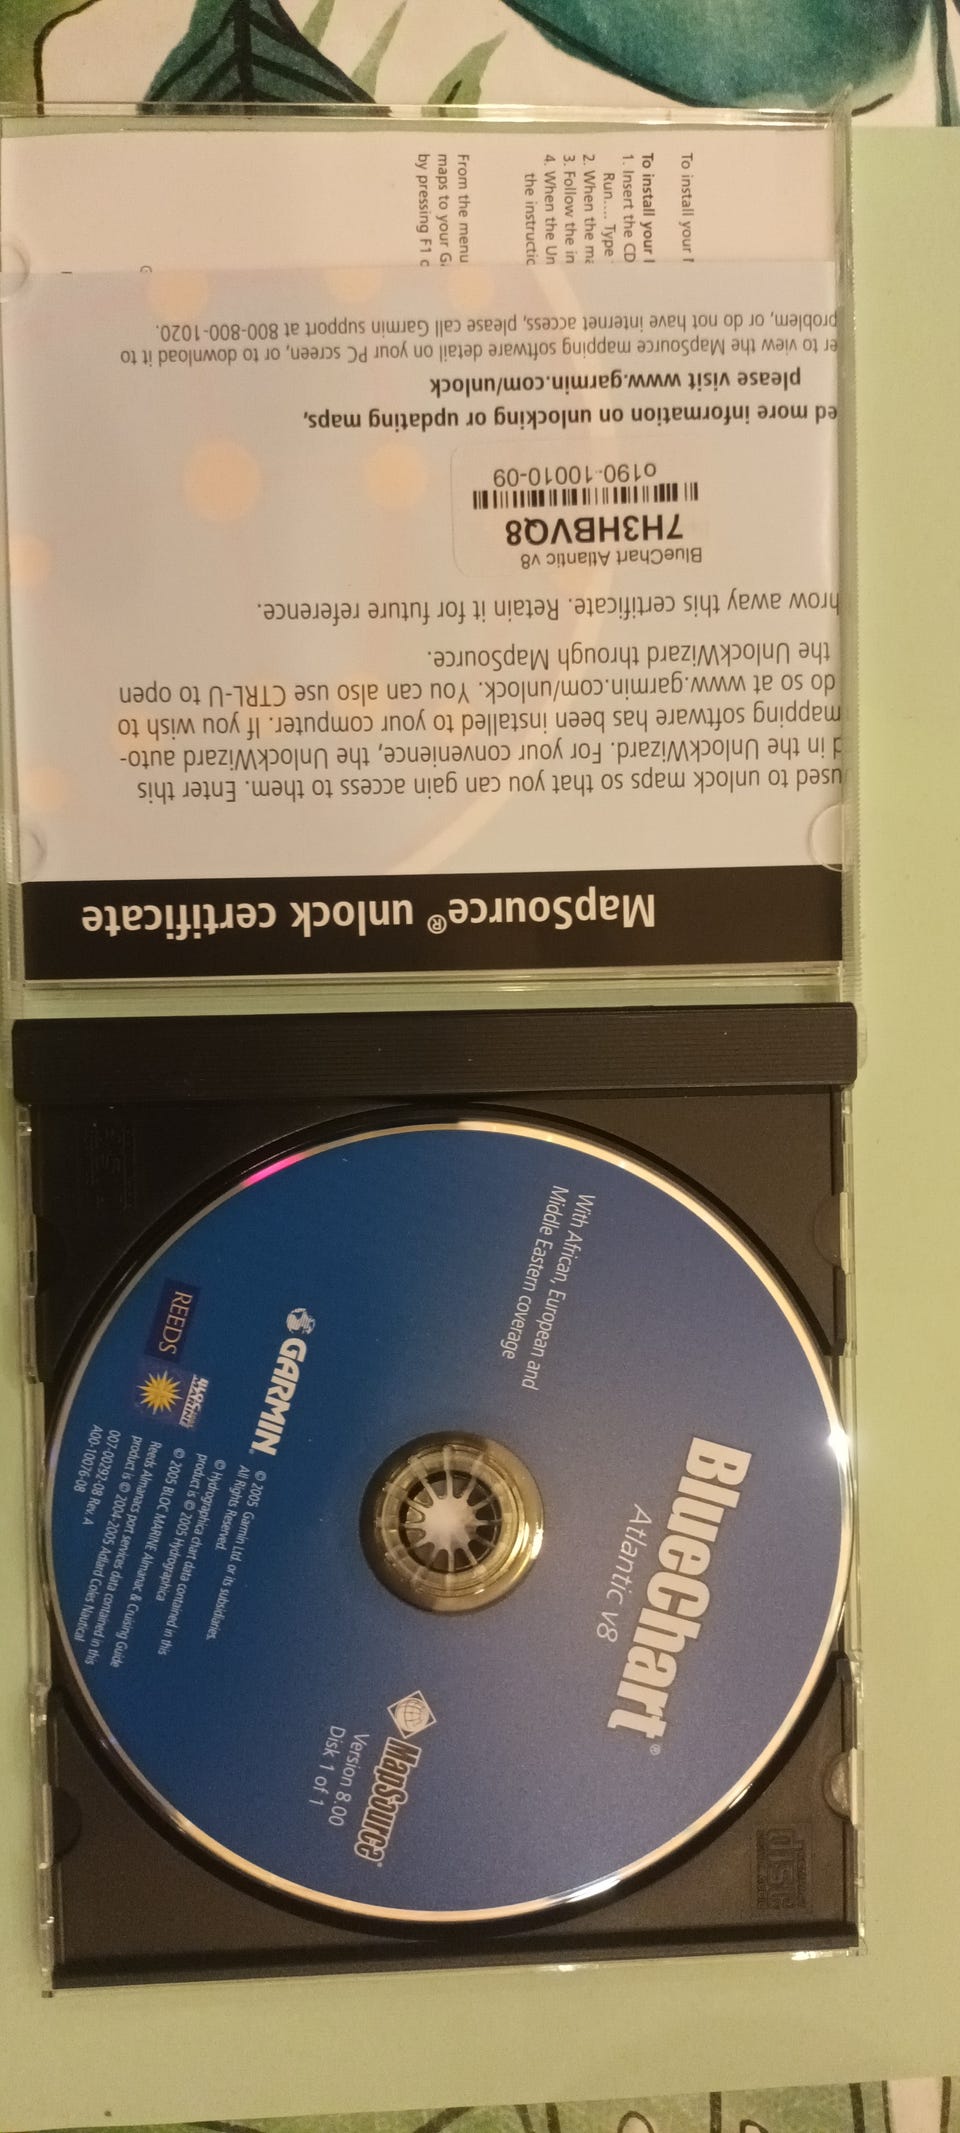 To install your
To install your
1. Insert the CD
Run.... Type
2. When the
3. Follow the in
4. When the Un
the instructic
From the menu
maps to your
by pressing F1
MapSource® unlock certificate
used to unlock maps so that you can gain access to them. Enter this
d in the UnlockWizard. For your convenience, the UnlockWizard auto-
mapping software has been installed to your computer. If you wish to
do so at www.garmin.com/unlock. You can also use CTRL-U to open
the UnlockWizard through MapSource.
hrow away this certificate. Retain it for future reference.
BlueChart Atlantic v8
7H3HBVQ8
o190-10010-09
ed more information on unlocking or updating maps,
please visit www.garmin.com/unlock
er to view the MapSource mapping software detail on your PC screen, or to download it to
problem, or do not have internet access, please call Garmin support at 800-800-1020.
BlueChart®
Atlantic v8
With African, European and
Middle Eastern coverage
MapSource®
Version 8.00
Disk 1 of 1
GARMIN®
© 2005 Garmin Ltd. or its subsidiaries.
All Rights Reserved.
© Hydrographica chart data contained in this
product is © 2005 Hydrographica
© 2005 BLOC MARINE Almanac & Cruising Guide
Reeds Almanacs port services data contained in this
product is © 2004-2005 Adlard Coles Nautical
007-00292-08 Rev. A
A00-10076-08
REEDS
BLOC MARINE
disc